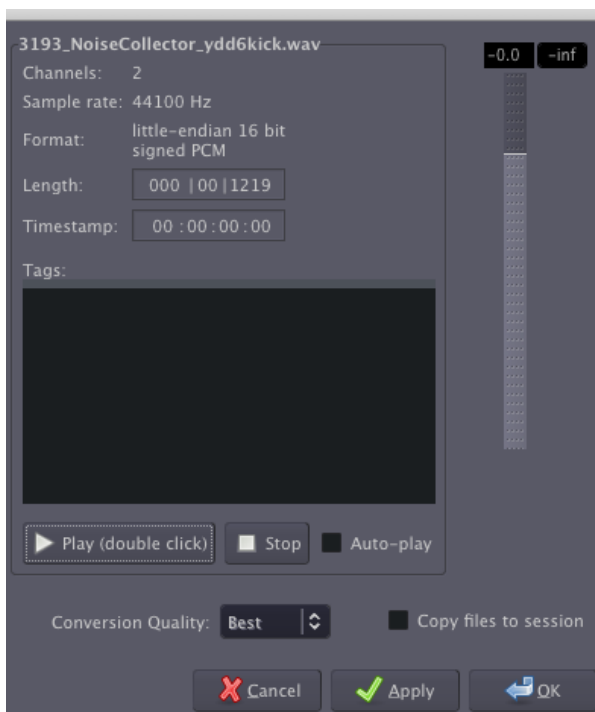 3193_NoiseCollector_ydd6kick.wav
-0.0 -inf
Channels: 2
Sample rate: 44100 Hz
Format: little-endian 16 bit
signed PCM
Length: 000 |00|1219
Timestamp: 00 :00:00:00
Tags:
Play (double click) Stop Auto-play
Conversion Quality: Best Copy files to session
Cancel Apply OK